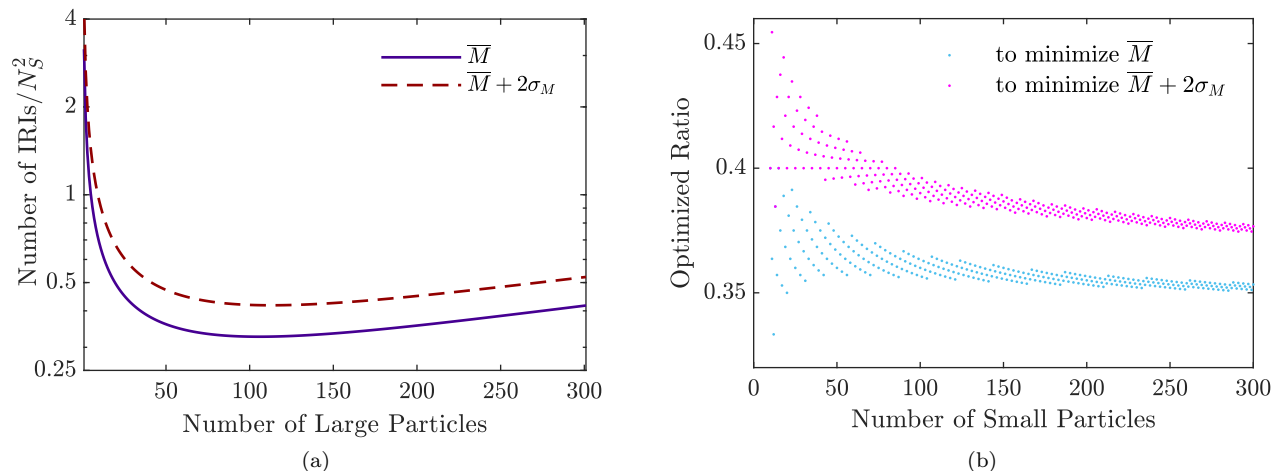 Number of IRIs/N_S^2
4
2
1
0.5
0.25
M̅
M̅ + 2σ_M
50 100 150 200 250 300
Number of Large Particles
(a)
Optimized Ratio
0.45
0.4
0.35
to minimize M̅
to minimize M̅ + 2σ_M
0 50 100 150 200 250 300
Number of Small Particles
(b)